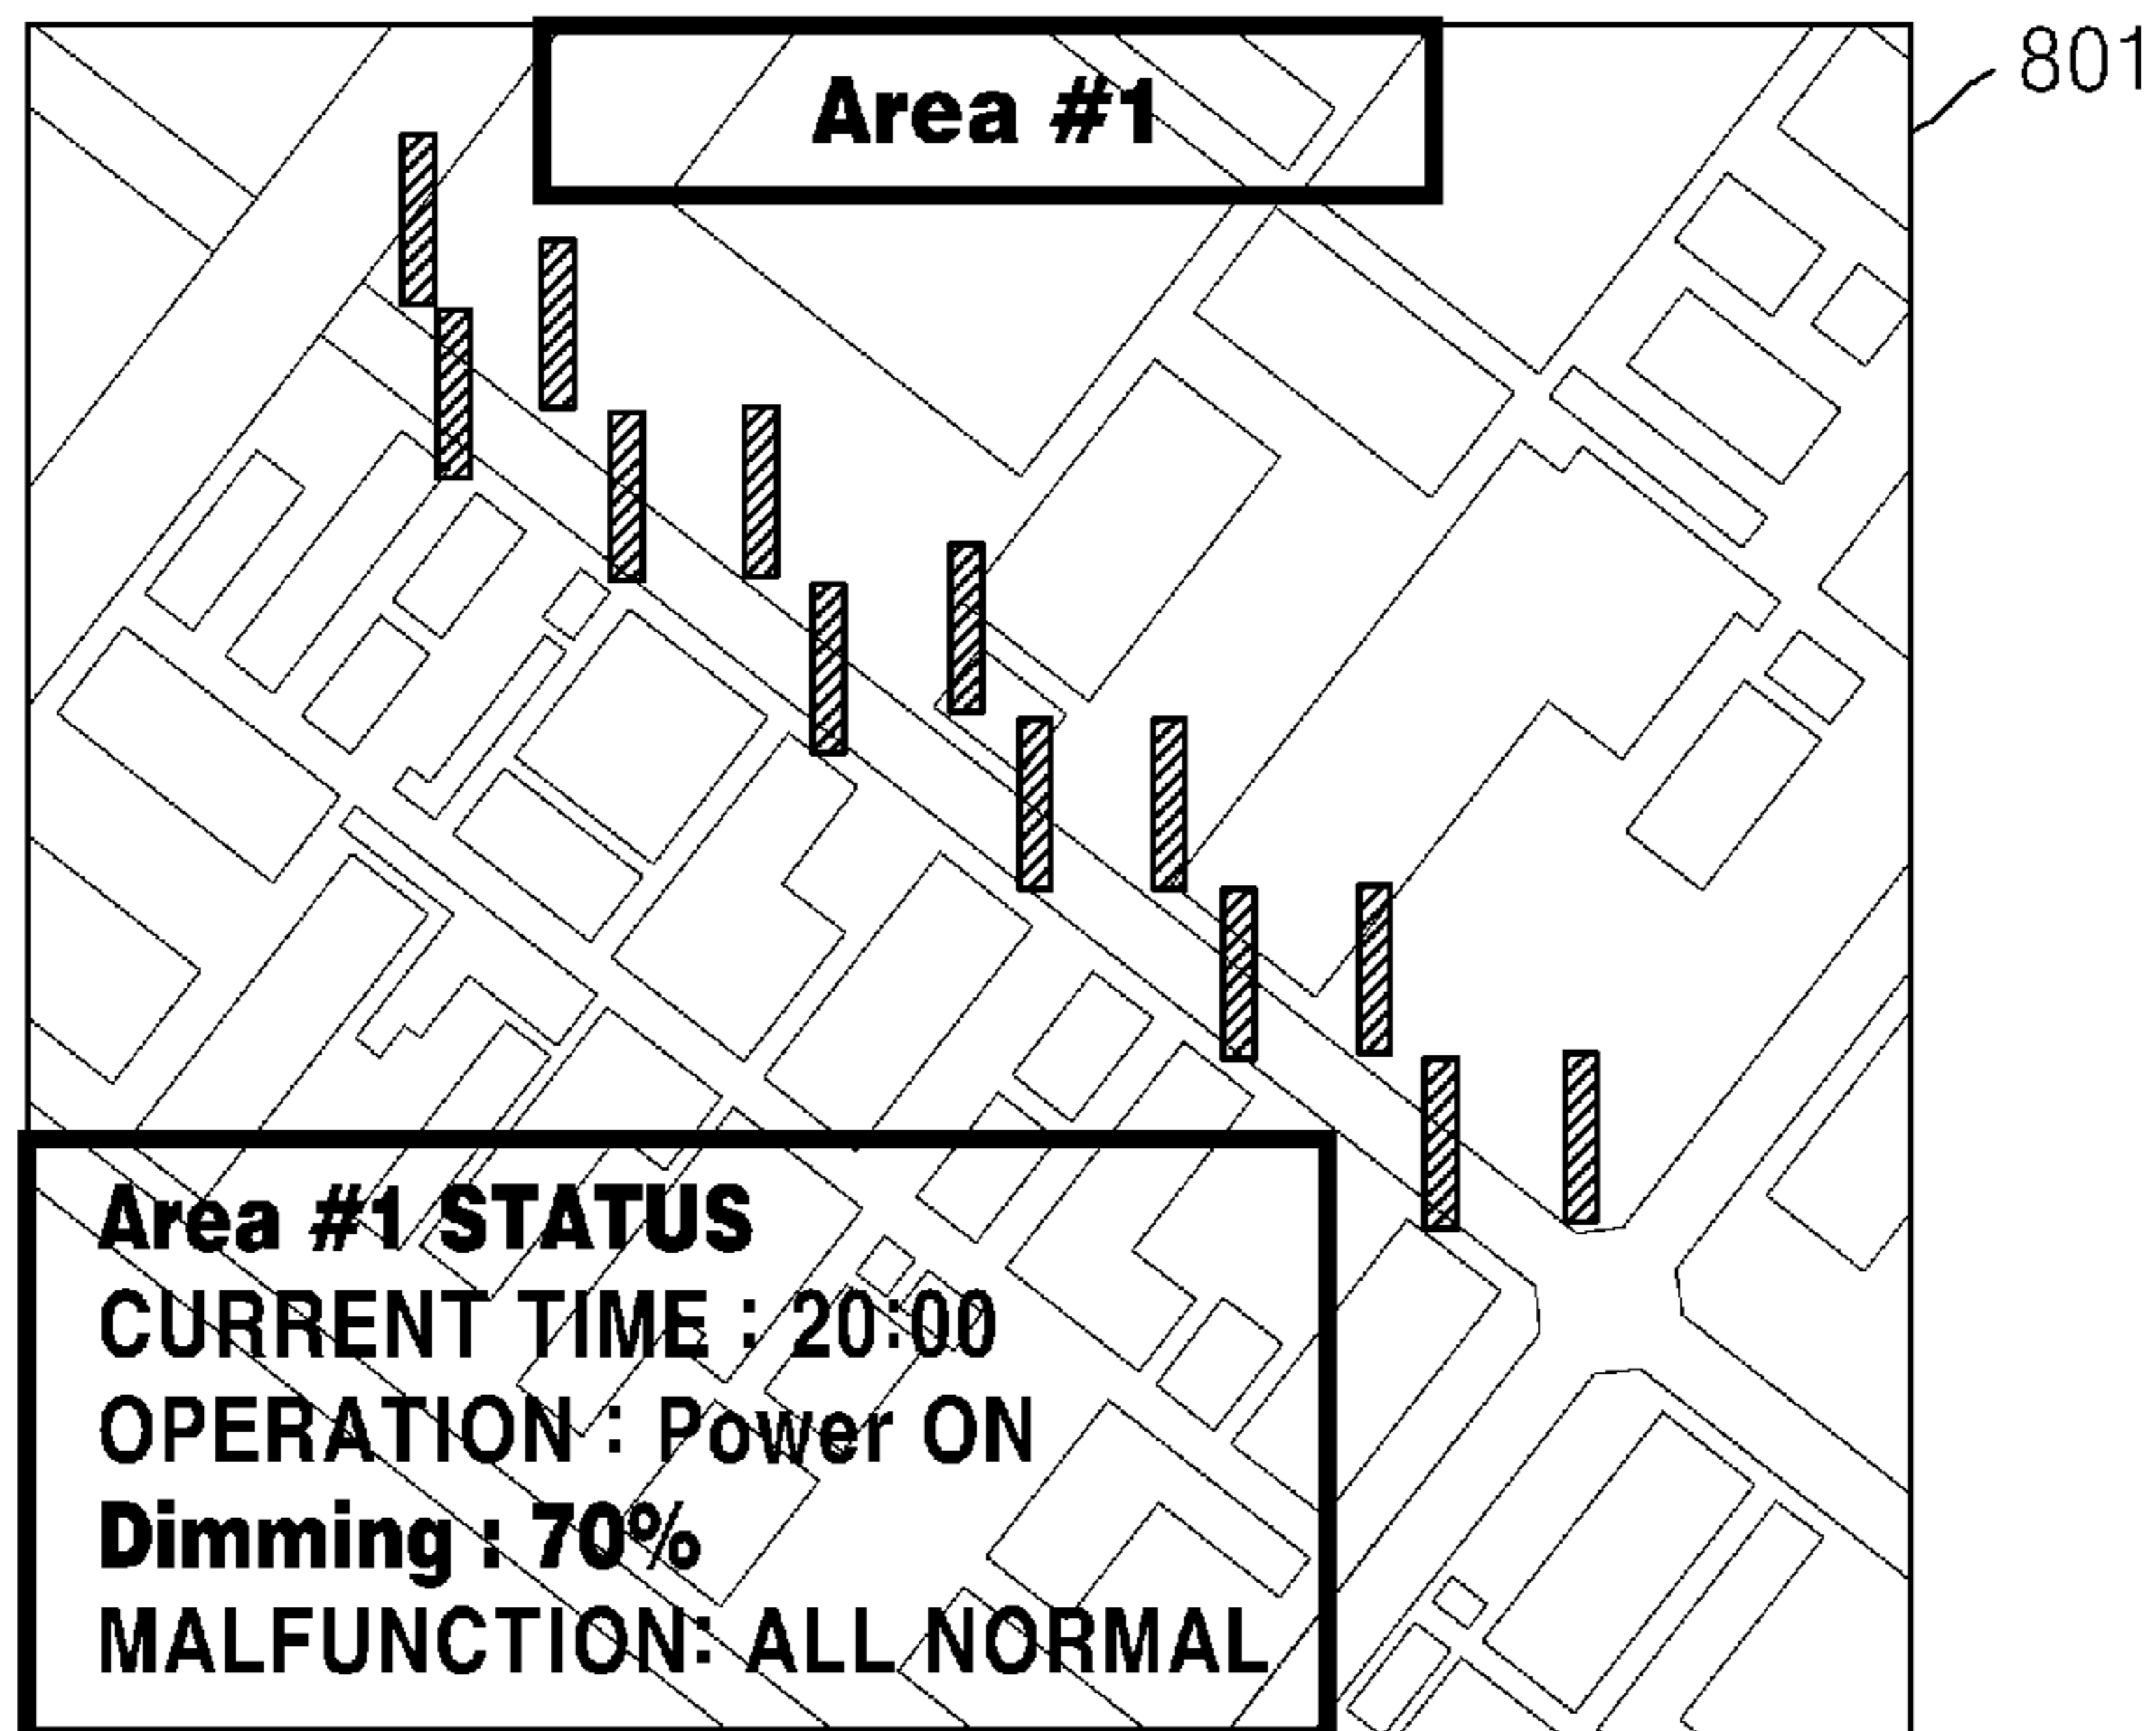 Area #1
801
Area #1 STATUS
CURRENT TIME : 20:00
OPERATION : Power ON
Dimming : 70%
MALFUNCTION: ALL NORMAL